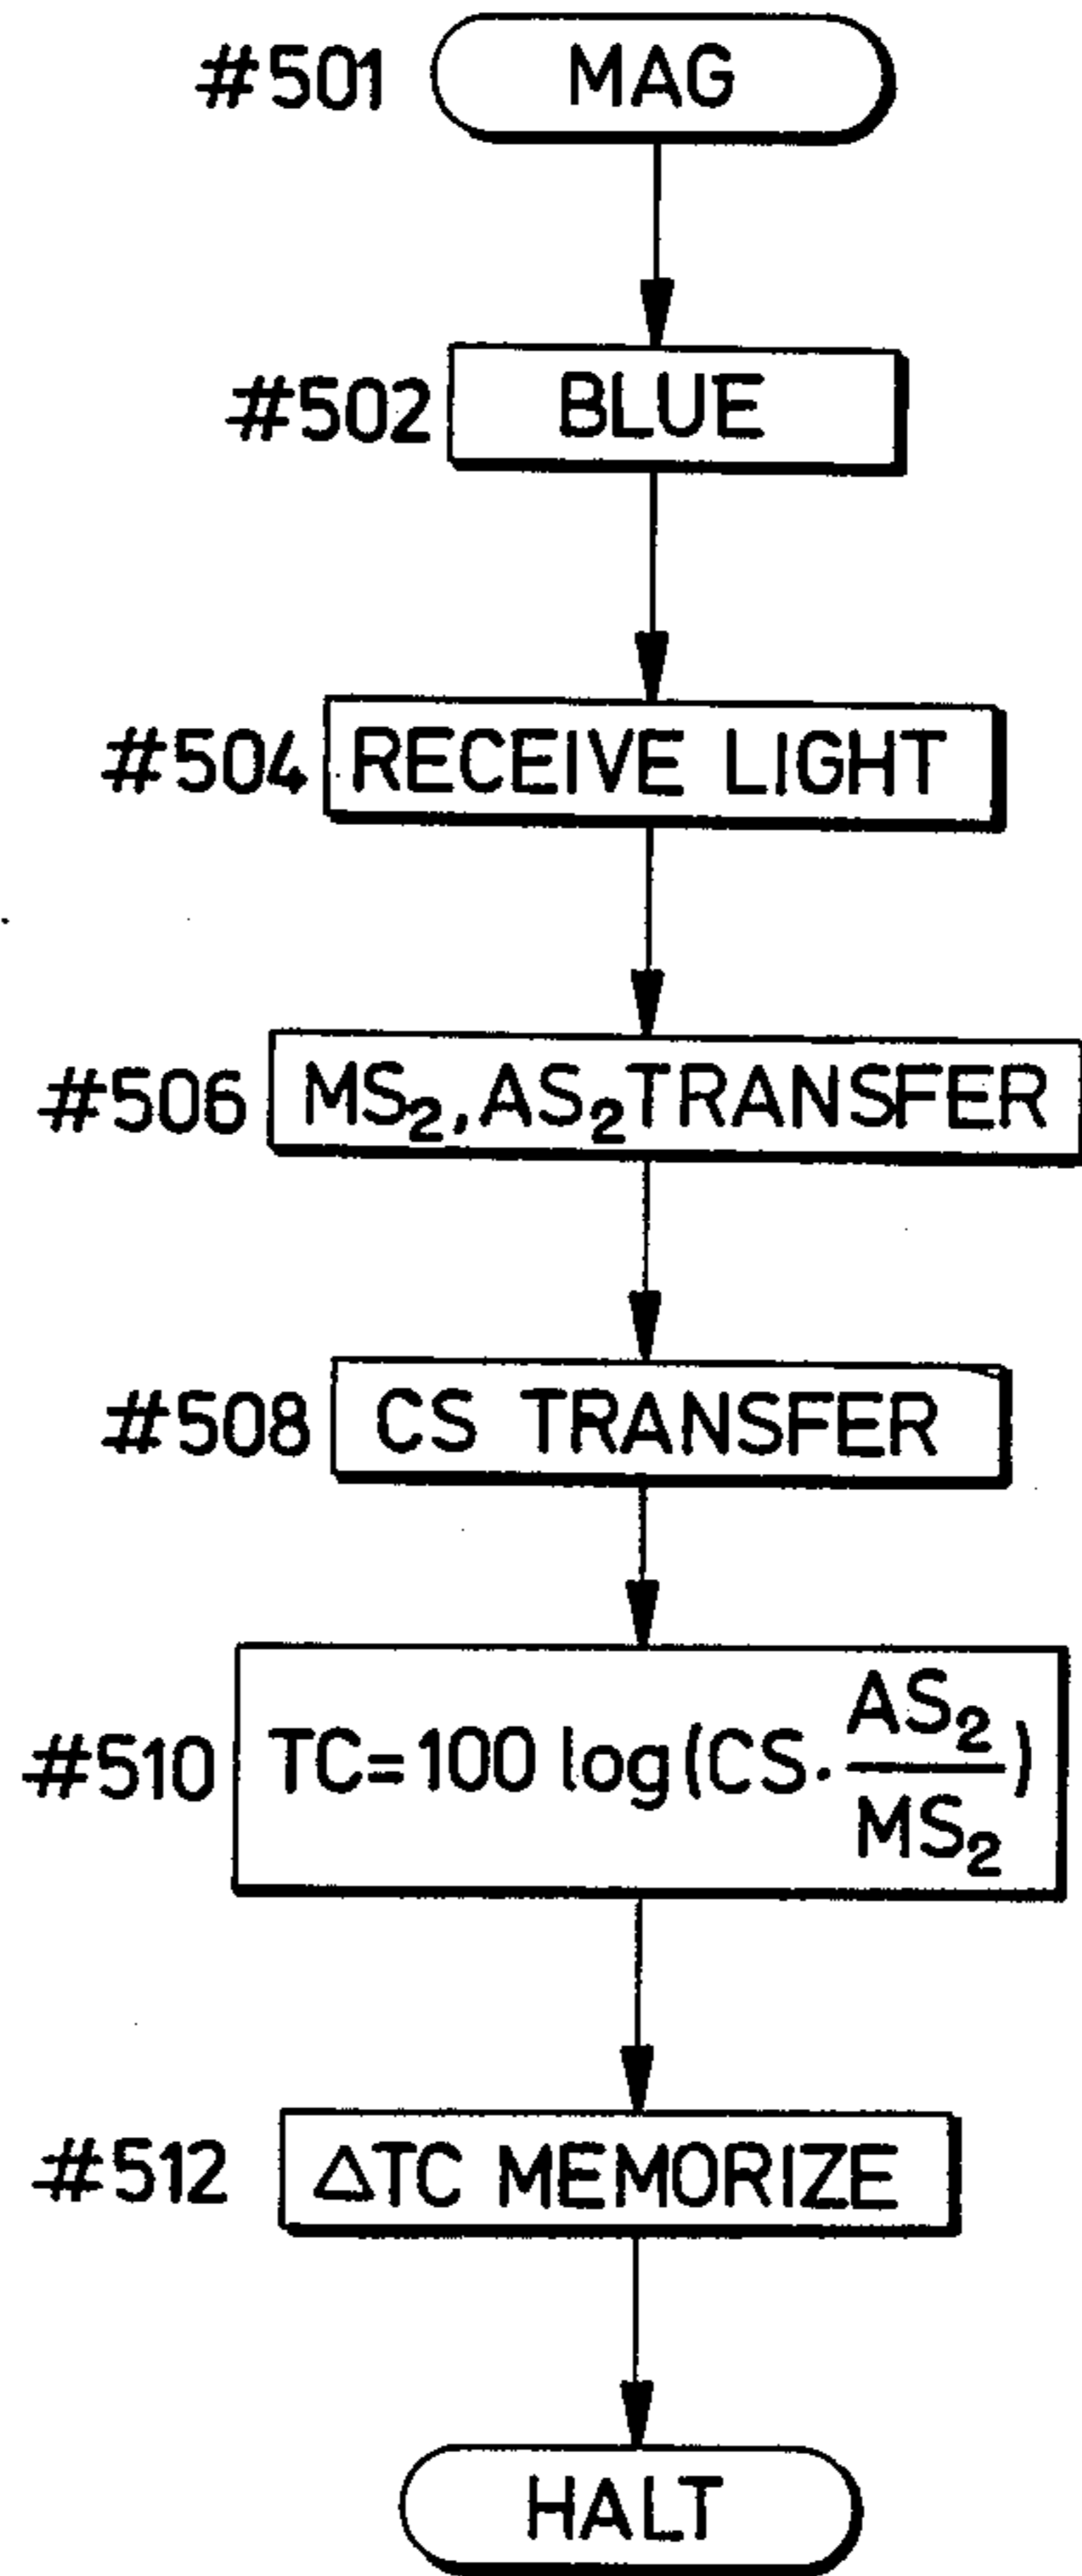 #501 MAG
#502 BLUE
#504 RECEIVE LIGHT
#506 MS₂, AS₂ TRANSFER
#508 CS TRANSFER
#510 TC=100 log(CS·AS₂/MS₂)
#512 ΔTC MEMORIZE
HALT